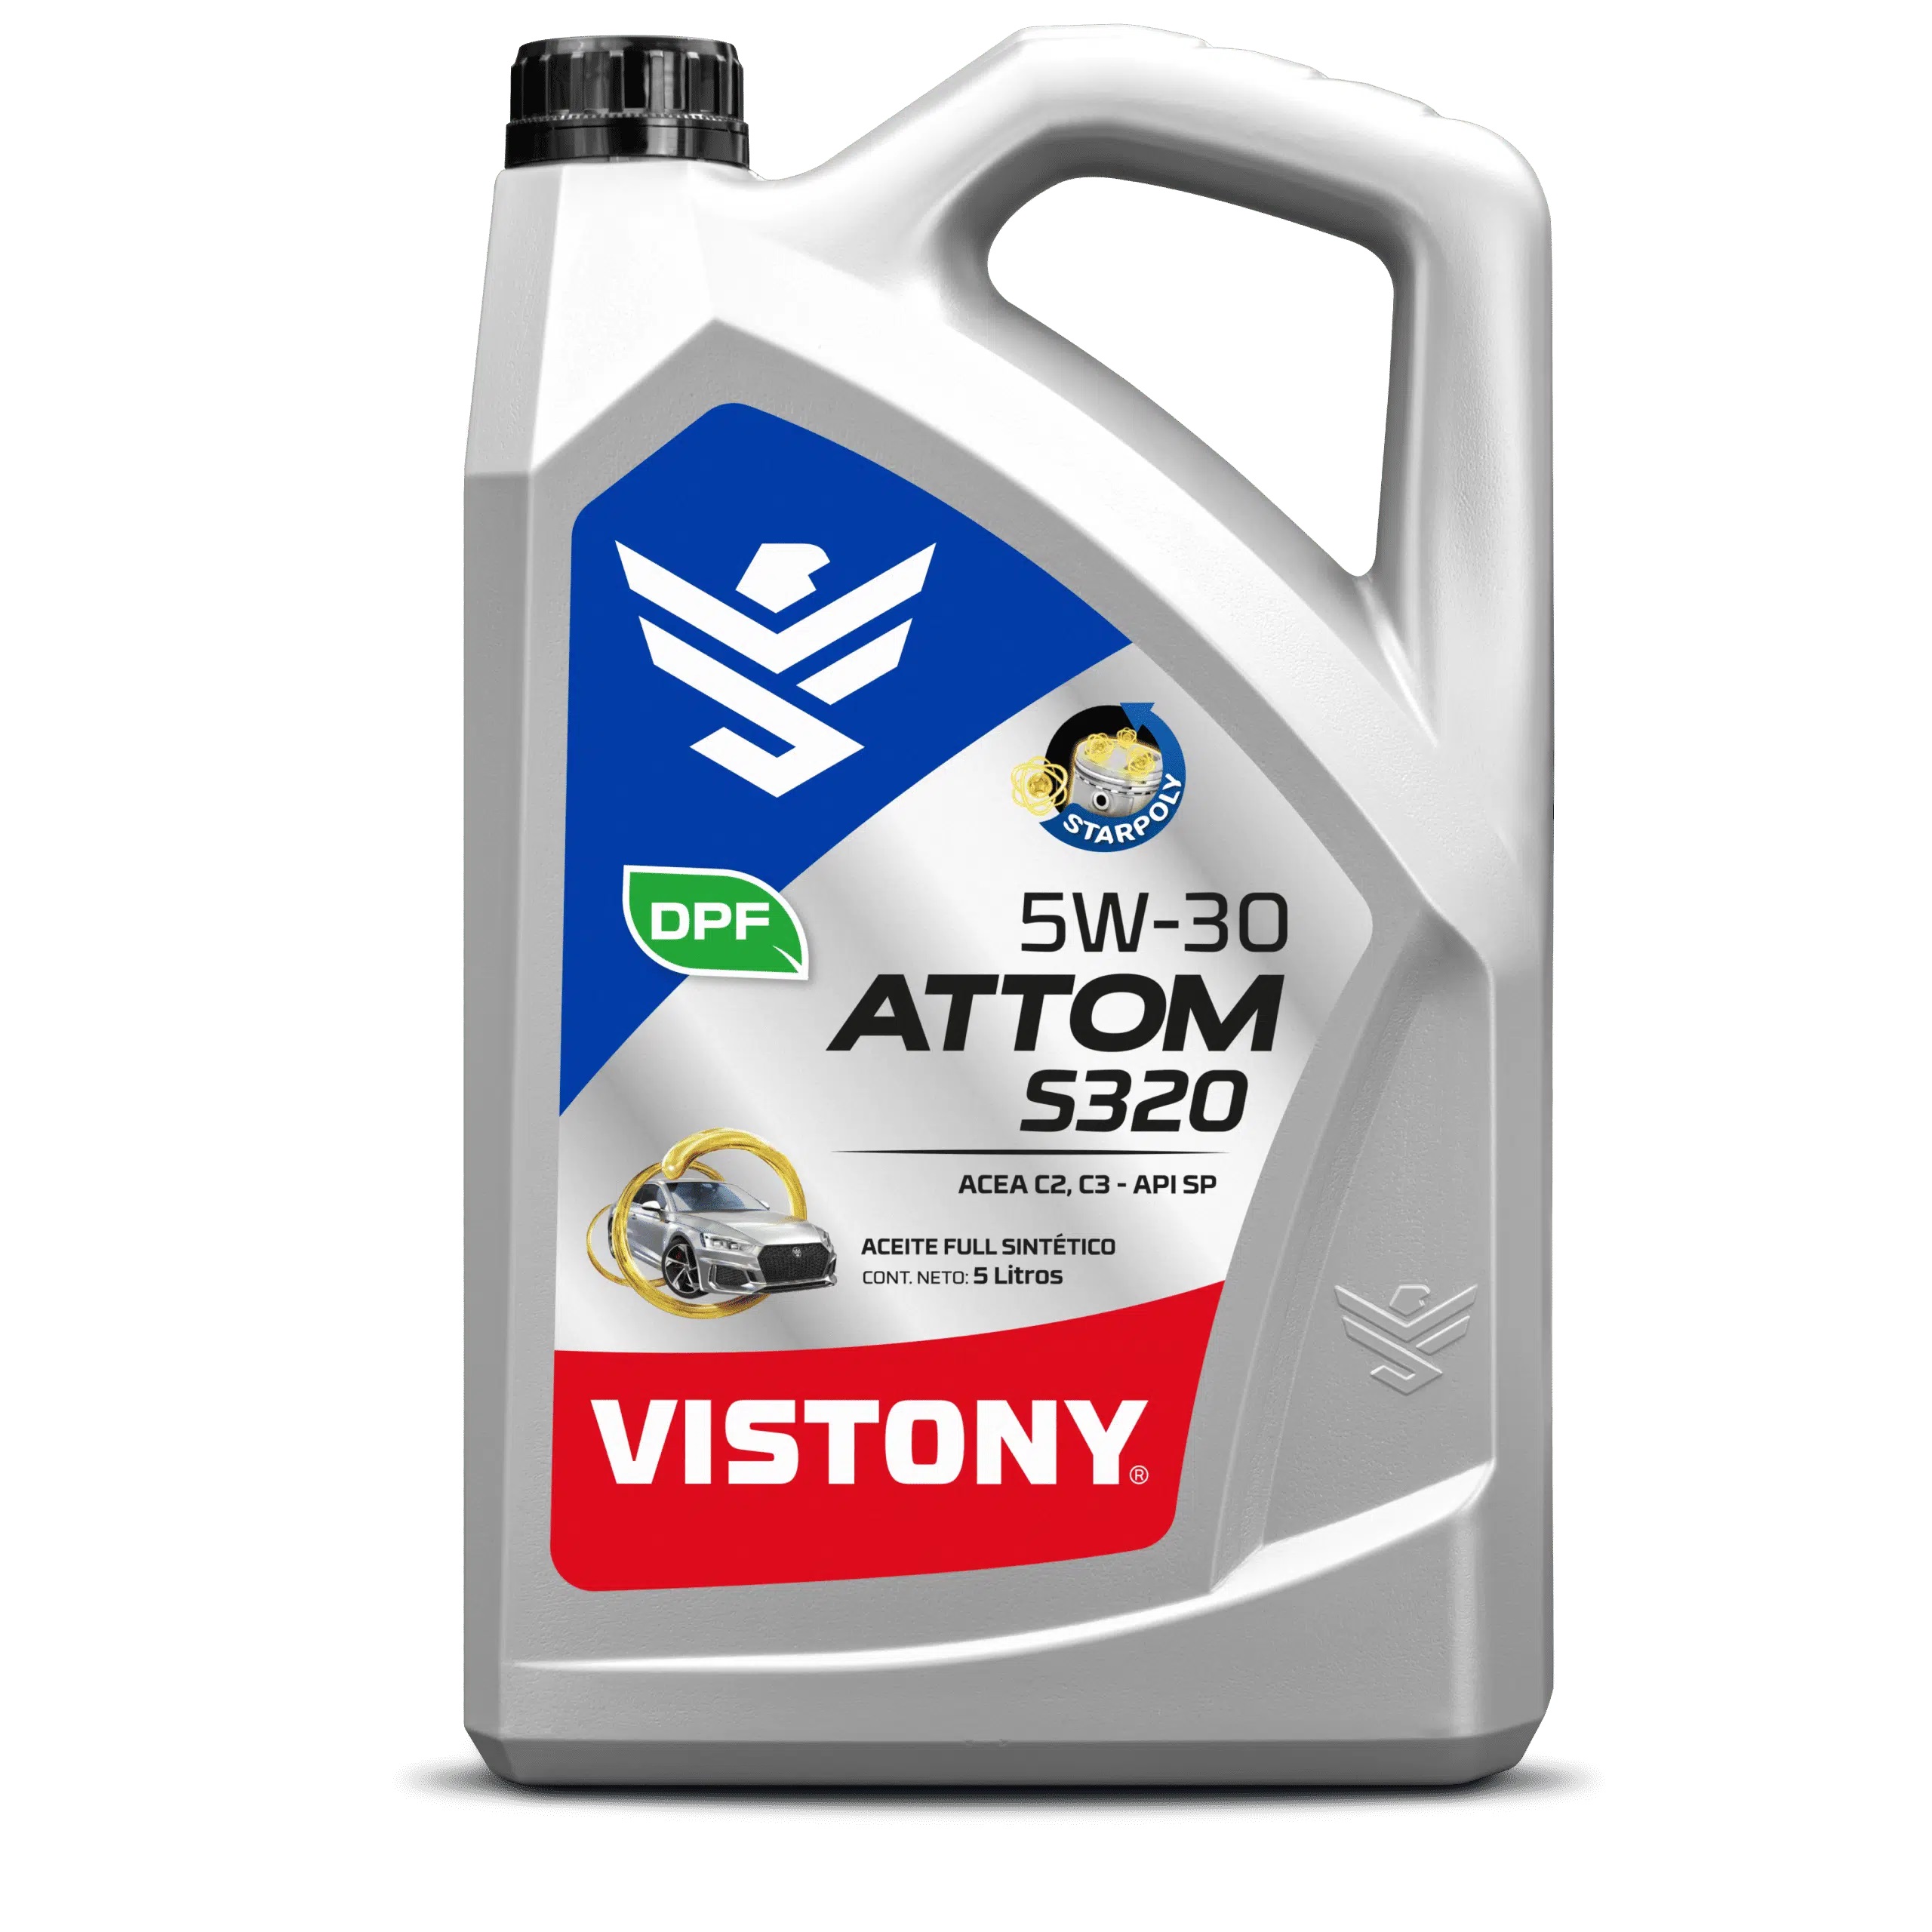 STARPOLY
DPF
5W-30
ATTOM
S320
ACEA C2, C3 - API SP
ACEITE FULL SINTÉTICO
CONT. NETO: 5 Litros
VISTONY®